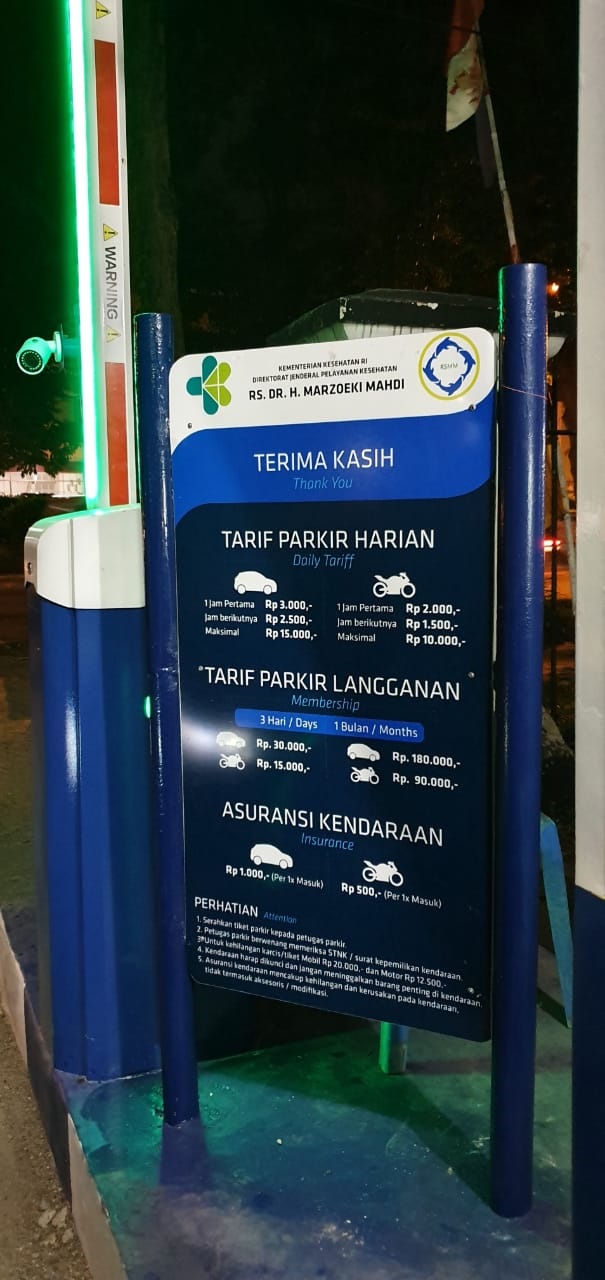 WARNING
KEMENTERIAN KESEHATAN RI
DIREKTORAT JENDERAL PELAYANAN KESEHATAN
RS. DR. H. MARZOEKI MAHDI
RSMM
TERIMA KASIH
Thank You
TARIF PARKIR HARIAN
Daily Tariff
1 Jam Pertama Rp 3.000,- 1 Jam Pertama Rp 2.000,-
Jam berikutnya Rp 2.500,- Jam berikutnya Rp 1.500,-
Maksimal Rp 15.000,- Maksimal Rp 10.000,-
TARIF PARKIR LANGGANAN
Membership
3 Hari / Days 1 Bulan / Months
Rp. 30.000,- Rp. 180.000,-
Rp. 15.000,- Rp. 90.000,-
ASURANSI KENDARAAN
Insurance
Rp 1.000,- (Per 1x Masuk) Rp 500,- (Per 1x Masuk)
PERHATIAN Attention
1. Serahkan tiket parkir kepada petugas parkir.
2. Petugas parkir berwenang memeriksa STNK / surat kepemilikan kendaraan.
3. Untuk kehilangan karcis/tiket Mobil Rp 20.000,- dan Motor Rp 12.500,-
4. Kendaraan harap dikunci dan jangan meninggalkan barang penting di kendaraan.
5. Asuransi kendaraan mencakup kehilangan dan kerusakan pada kendaraan,
tidak termasuk aksesoris / modifikasi.